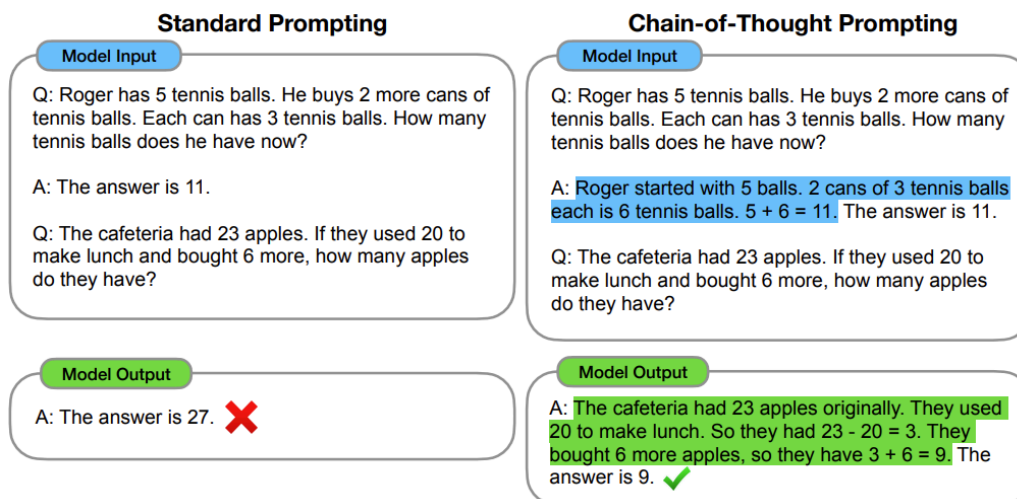 Standard Prompting
Model Input
Q: Roger has 5 tennis balls. He buys 2 more cans of
tennis balls. Each can has 3 tennis balls. How many
tennis balls does he have now?
A: The answer is 11.
Q: The cafeteria had 23 apples. If they used 20 to
make lunch and bought 6 more, how many apples
do they have?
Model Output
A: The answer is 27.
Chain-of-Thought Prompting
Model Input
Q: Roger has 5 tennis balls. He buys 2 more cans of
tennis balls. Each can has 3 tennis balls. How many
tennis balls does he have now?
A: Roger started with 5 balls. 2 cans of 3 tennis balls
each is 6 tennis balls. 5 + 6 = 11. The answer is 11.
Q: The cafeteria had 23 apples. If they used 20 to
make lunch and bought 6 more, how many apples
do they have?
Model Output
A: The cafeteria had 23 apples originally. They used
20 to make lunch. So they had 23 - 20 = 3. They
bought 6 more apples, so they have 3 + 6 = 9. The
answer is 9.